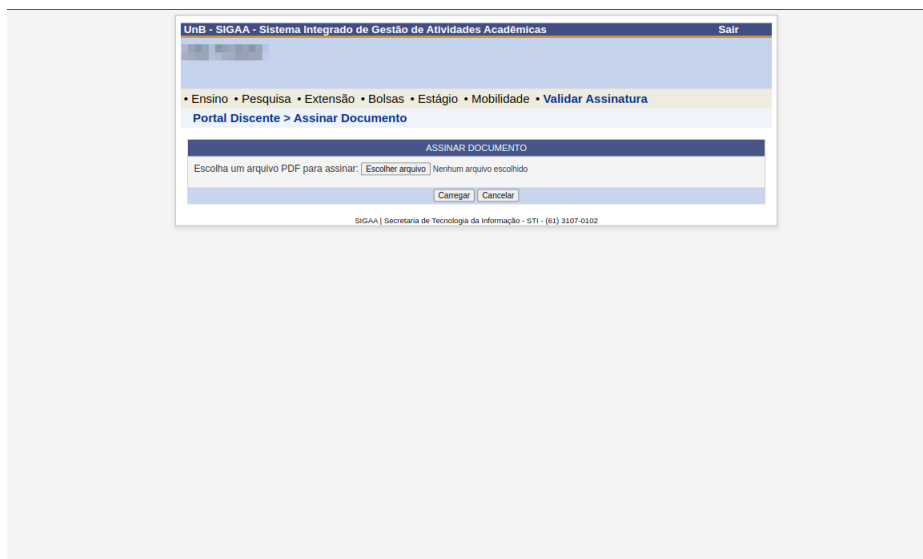 UnB - SIGAA - Sistema Integrado de Gestão de Atividades Acadêmicas Sair
• Ensino • Pesquisa • Extensão • Bolsas • Estágio • Mobilidade • Validar Assinatura
Portal Discente > Assinar Documento
ASSINAR DOCUMENTO
Escolha um arquivo PDF para assinar: Escolher arquivo Nenhum arquivo escolhido
Carregar Cancelar
SIGAA | Secretaria de Tecnologia da Informação - STI - (61) 3107-0102